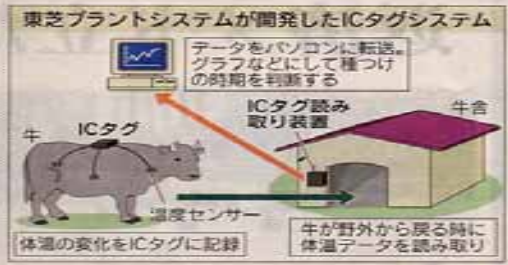 東芝プラントシステムが開発したICタグシステム
データをパソコンに転送。
グラフなどにして種つけ
の時期を判断する
ICタグ読み
取り装置
牛舎
ICタグ
牛
温度センサー
体温の変化をICタグに記録
牛が野外から戻る時に
体温データを読み取り